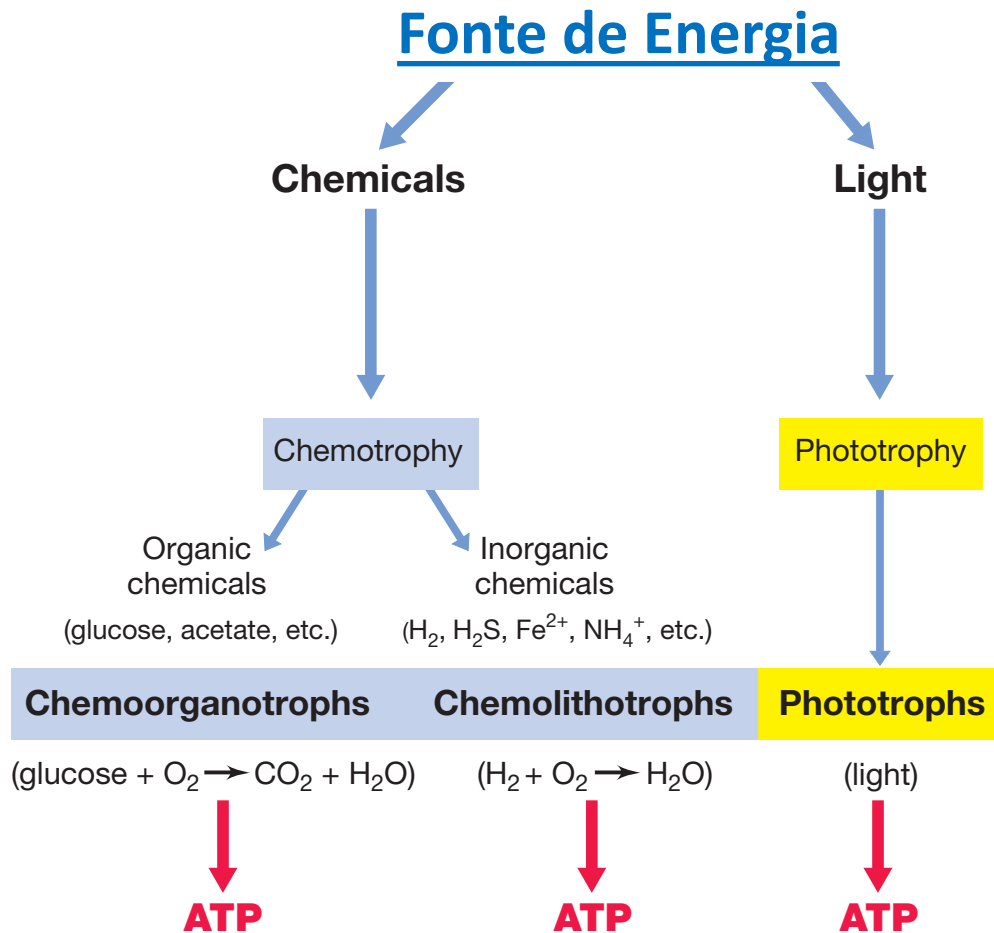 Fonte de Energia
Chemicals
Light
Chemotrophy
Phototrophy
Organic
chemicals
(glucose, acetate, etc.)
Inorganic
chemicals
(H₂, H₂S, Fe²⁺, NH₄⁺, etc.)
Chemoorganotrophs
Chemolithotrophs
Phototrophs
(glucose + O₂ → CO₂ + H₂O)
(H₂ + O₂ → H₂O)
(light)
ATP
ATP
ATP